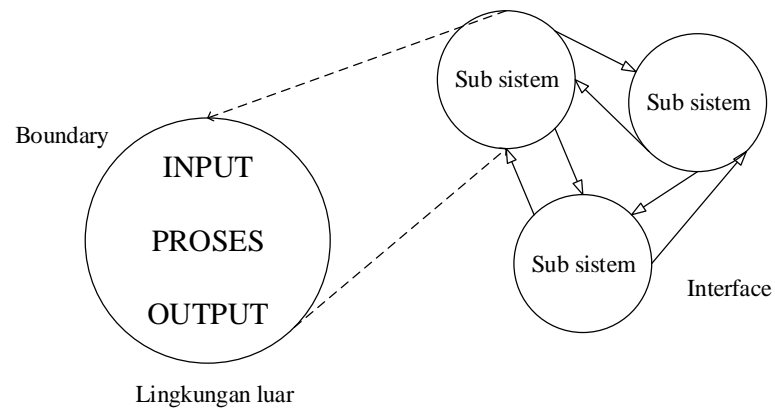 Sub sistem
Sub sistem
Boundary
INPUT
PROSES
OUTPUT
Sub sistem
Interface
Lingkungan luar